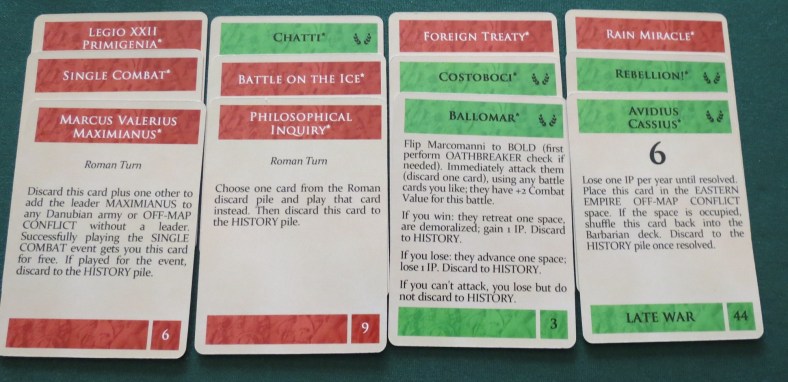 LEGIO XXII
PRIMIGENIA*
SINGLE COMBAT*
MARCUS VALERIUS
MAXIMIANUS*
Roman Turn
Discard this card plus one other to
add the leader MAXIMIANUS to
any Danubian army or OFF-MAP
CONFLICT without a leader.
Successfully playing the SINGLE
COMBAT event gets you this card
for free. If played for the event,
discard to the HISTORY pile.
6
CHATTI*
BATTLE ON THE ICE*
PHILOSOPHICAL
INQUIRY*
Roman Turn
Choose one card from the Roman
discard pile and play that card
instead. Then discard this card to
the HISTORY pile.
9
FOREIGN TREATY*
COSTOBOCI*
BALLOMAR*
Flip Marcomanni to BOLD (first
perform OATHBREAKER check if
needed). Immediately attack them
(discard one card), using any battle
cards you like; they have +2 Combat
Value for this battle.
If you win: they retreat one space,
are demoralized; gain 1 IP. Discard
to HISTORY.
If you lose: they advance one space;
lose 1 IP. Discard to HISTORY.
If you can't attack, you lose but do
not discard to HISTORY.
3
RAIN MIRACLE*
REBELLION!*
AVIDIUS
CASSIUS*
6
Lose one IP per year until resolved.
Place this card in the EASTERN
EMPIRE OFF-MAP CONFLICT
space. If the space is occupied,
shuffle this card back into the
Barbarian deck. Discard to the
HISTORY pile once resolved.
LATE WAR
44